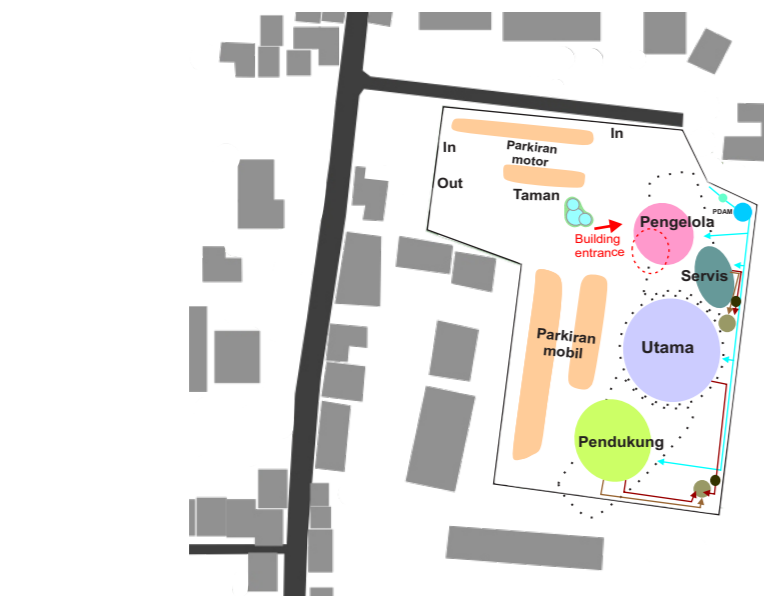 In
In
Parkiran
motor
Out
Taman
PDAM
Pengelola
Building
entrance
Servis
Parkiran
mobil
Utama
Pendukung